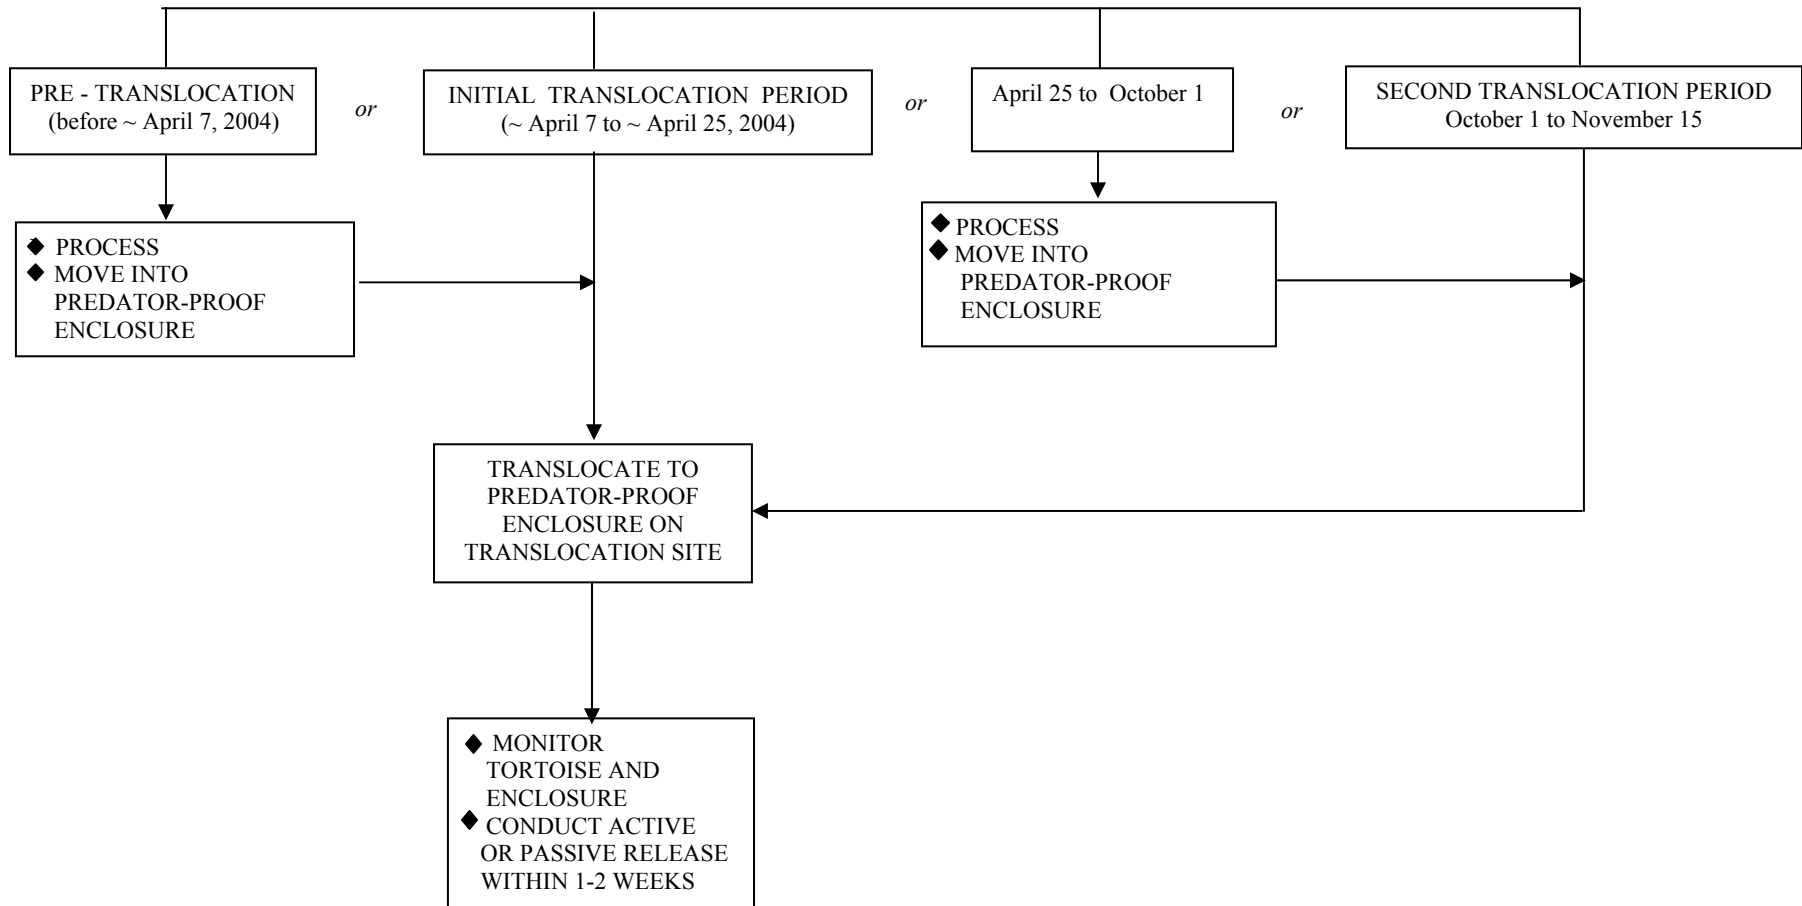 PRE - TRANSLOCATION
(before ~ April 7, 2004)
or
INITIAL TRANSLOCATION PERIOD
(~ April 7 to ~ April 25, 2004)
or
April 25 to October 1
or
SECOND TRANSLOCATION PERIOD
October 1 to November 15
◆ PROCESS
◆ MOVE INTO
PREDATOR-PROOF
ENCLOSURE
◆ PROCESS
◆ MOVE INTO
PREDATOR-PROOF
ENCLOSURE
TRANSLOCATE TO
PREDATOR-PROOF
ENCLOSURE ON
TRANSLOCATION SITE
◆ MONITOR
TORTOISE AND
ENCLOSURE
◆ CONDUCT ACTIVE
OR PASSIVE RELEASE
WITHIN 1-2 WEEKS